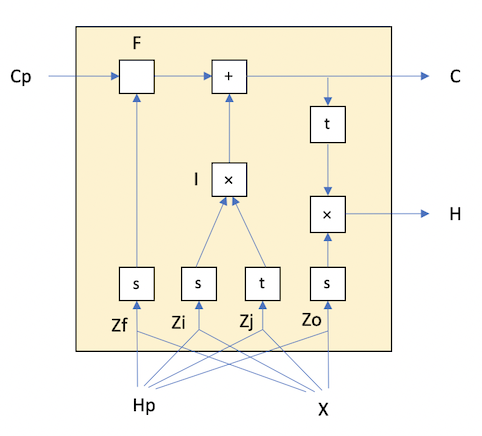 F
Cp + C
t
I × × H
s s t s
Zf Zi Zj Zo
Hp X